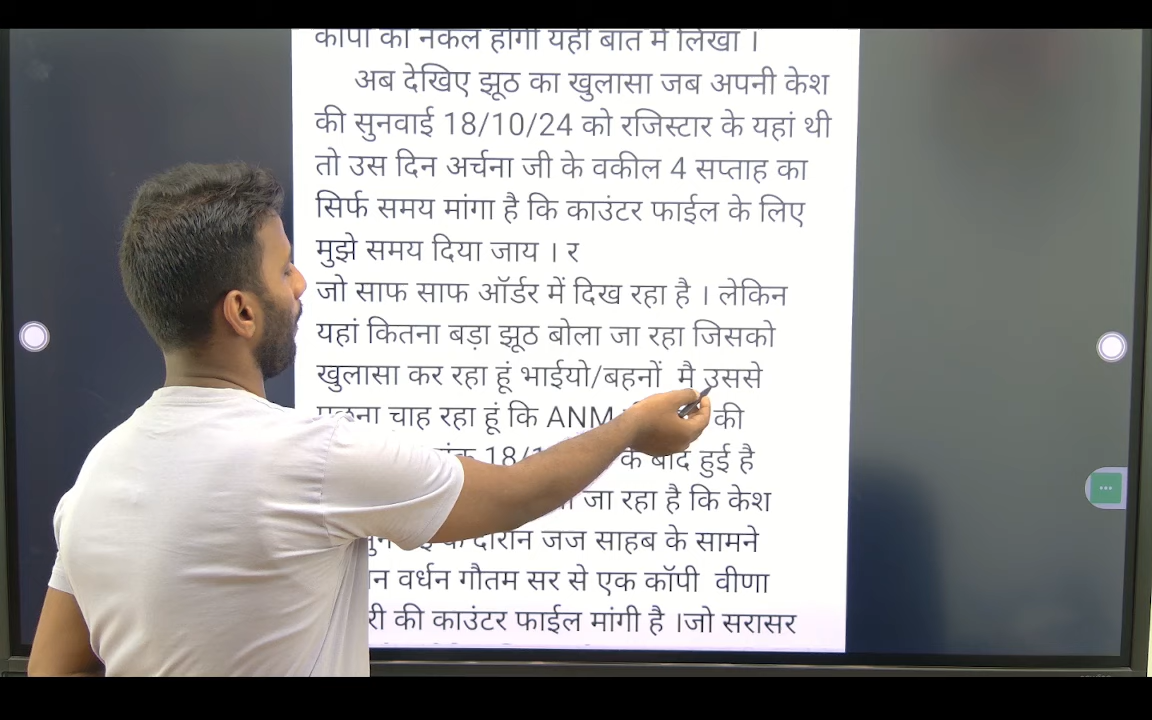 कॉपी की नकल होगी यही बात में लिखा ।
अब देखिए झूठ का खुलासा जब अपनी केश
की सुनवाई 18/10/24 को रजिस्टार के यहां थी
तो उस दिन अर्चना जी के वकील 4 सप्ताह का
सिर्फ समय मांगा है कि काउंटर फाईल के लिए
मुझे समय दिया जाय । र
जो साफ साफ ऑर्डर में दिख रहा है । लेकिन
यहां कितना बड़ा झूठ बोला जा रहा जिसको
खुलासा कर रहा हूं भाईयो/बहनों मै उससे
चाह रहा हूं कि ANM की
18/1 के बाद हुई है
जा रहा है कि केश
के दौरान जज साहब के सामने
वर्धन गौतम सर से एक कॉपी वीणा
की काउंटर फाईल मांगी है ।जो सरासर